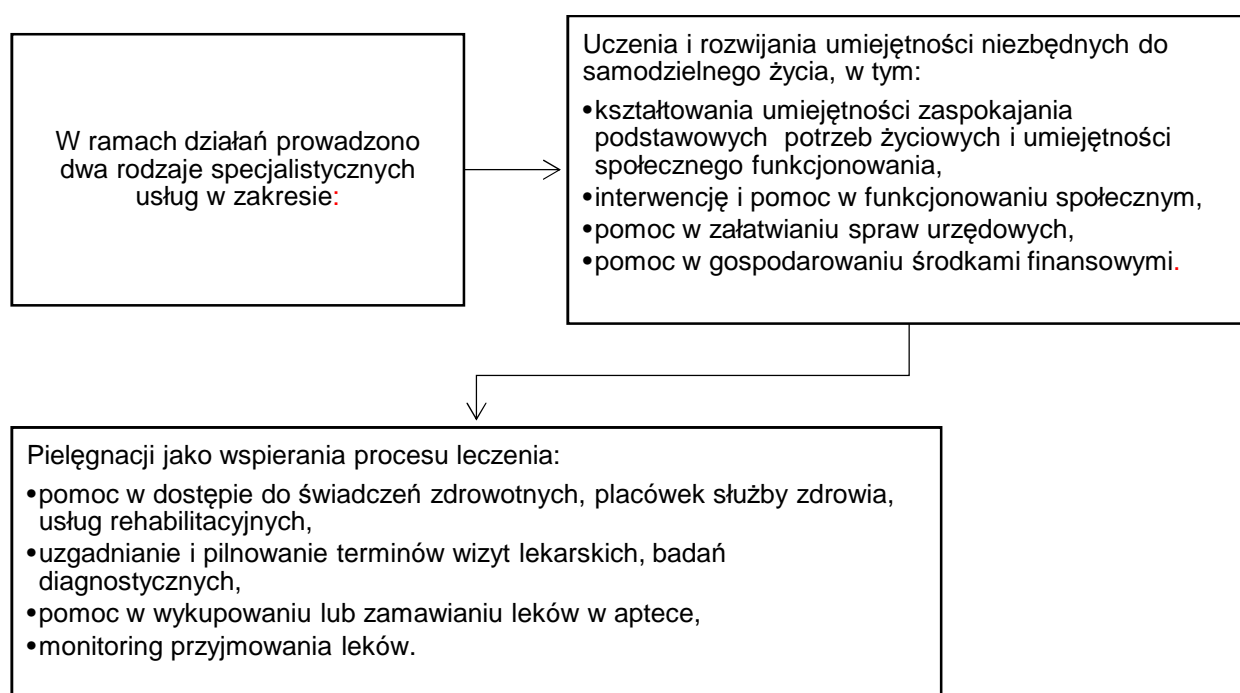 W ramach działań prowadzono
dwa rodzaje specjalistycznych
usług w zakresie:
Uczenia i rozwijania umiejętności niezbędnych do
samodzielnego życia, w tym:
•kształtowania umiejętności zaspokajania
podstawowych potrzeb życiowych i umiejętności
społecznego funkcjonowania,
•interwencję i pomoc w funkcjonowaniu społecznym,
•pomoc w załatwianiu spraw urzędowych,
•pomoc w gospodarowaniu środkami finansowymi.
Pielęgnacji jako wspierania procesu leczenia:
•pomoc w dostępie do świadczeń zdrowotnych, placówek służby zdrowia,
usług rehabilitacyjnych,
•uzgadnianie i pilnowanie terminów wizyt lekarskich, badań
diagnostycznych,
•pomoc w wykupowaniu lub zamawianiu leków w aptece,
•monitoring przyjmowania leków.